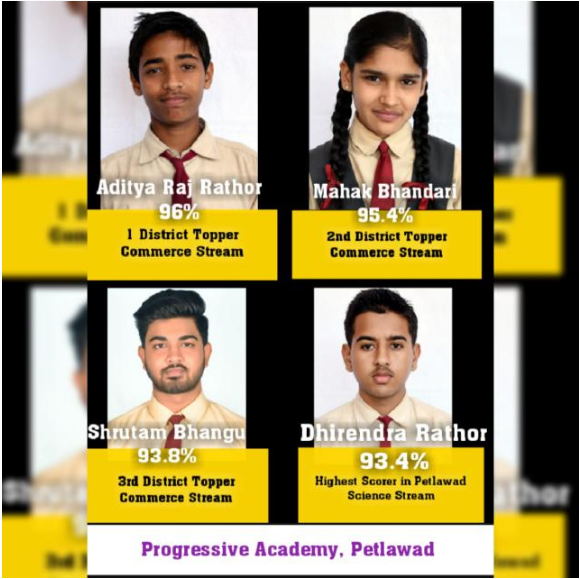 Aditya Raj Rathor
96%
1 District Topper
Commerce Stream
Mahak Bhandari
95.4%
2nd District Topper
Commerce Stream
Shrutam Bhangu
93.8%
3rd District Topper
Commerce Stream
Dhirendra Rathor
93.4%
Highest Scorer in Petlawad
Science Stream
Progressive Academy, Petlawad